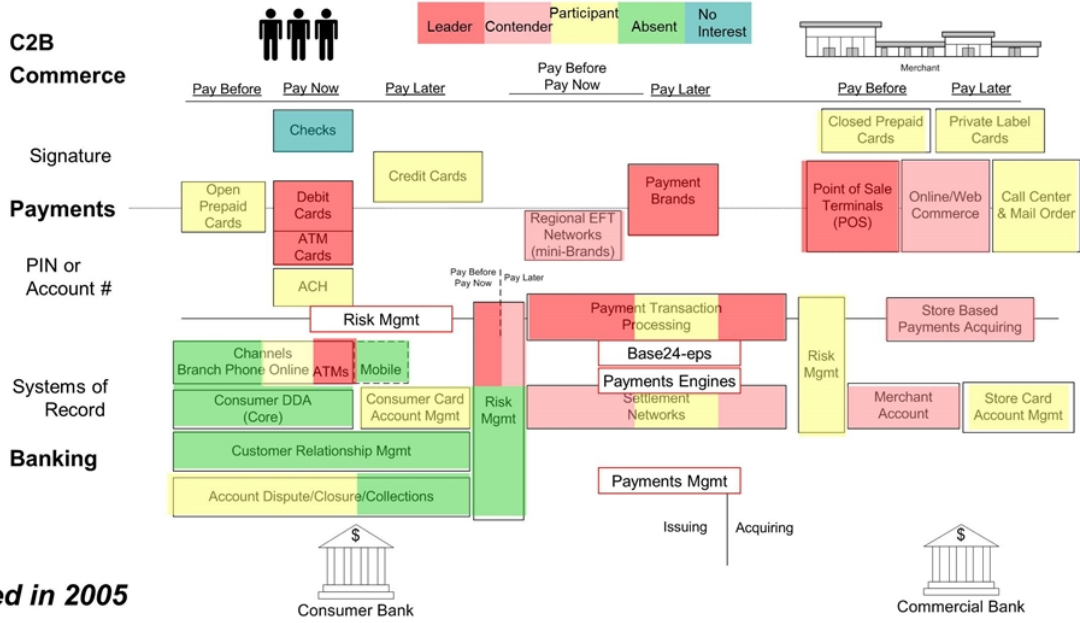 C2B
Commerce
Leader
Contender
Participant
Absent
No
Interest
Merchant
Pay Before
Pay Now
Pay Later
Pay Before
Pay Now
Pay Later
Pay Before
Pay Later
Signature
Checks
Credit Cards
Closed Prepaid
Cards
Private Label
Cards
Payments
Open
Prepaid
Cards
Debit
Cards
ATM
Cards
Regional EFT
Networks
(mini-Brands)
Payment
Brands
Point of Sale
Terminals
(POS)
Online/Web
Commerce
Call Center
& Mail Order
PIN or
Account #
ACH
Pay Before
Pay Now
Pay Later
Risk Mgmt
Payment Transaction
Processing
Base24-eps
Payments Engines
Settlement
Networks
Risk
Mgmt
Store Based
Payments Acquiring
Systems of
Record
Channels
Branch Phone Online ATMs
Mobile
Consumer DDA
(Core)
Consumer Card
Account Mgmt
Risk
Mgmt
Merchant
Account
Store Card
Account Mgmt
Banking
Customer Relationship Mgmt
Account Dispute/Closure/Collections
Payments Mgmt
Issuing
Acquiring
$
Consumer Bank
$
Commercial Bank
ed in 2005